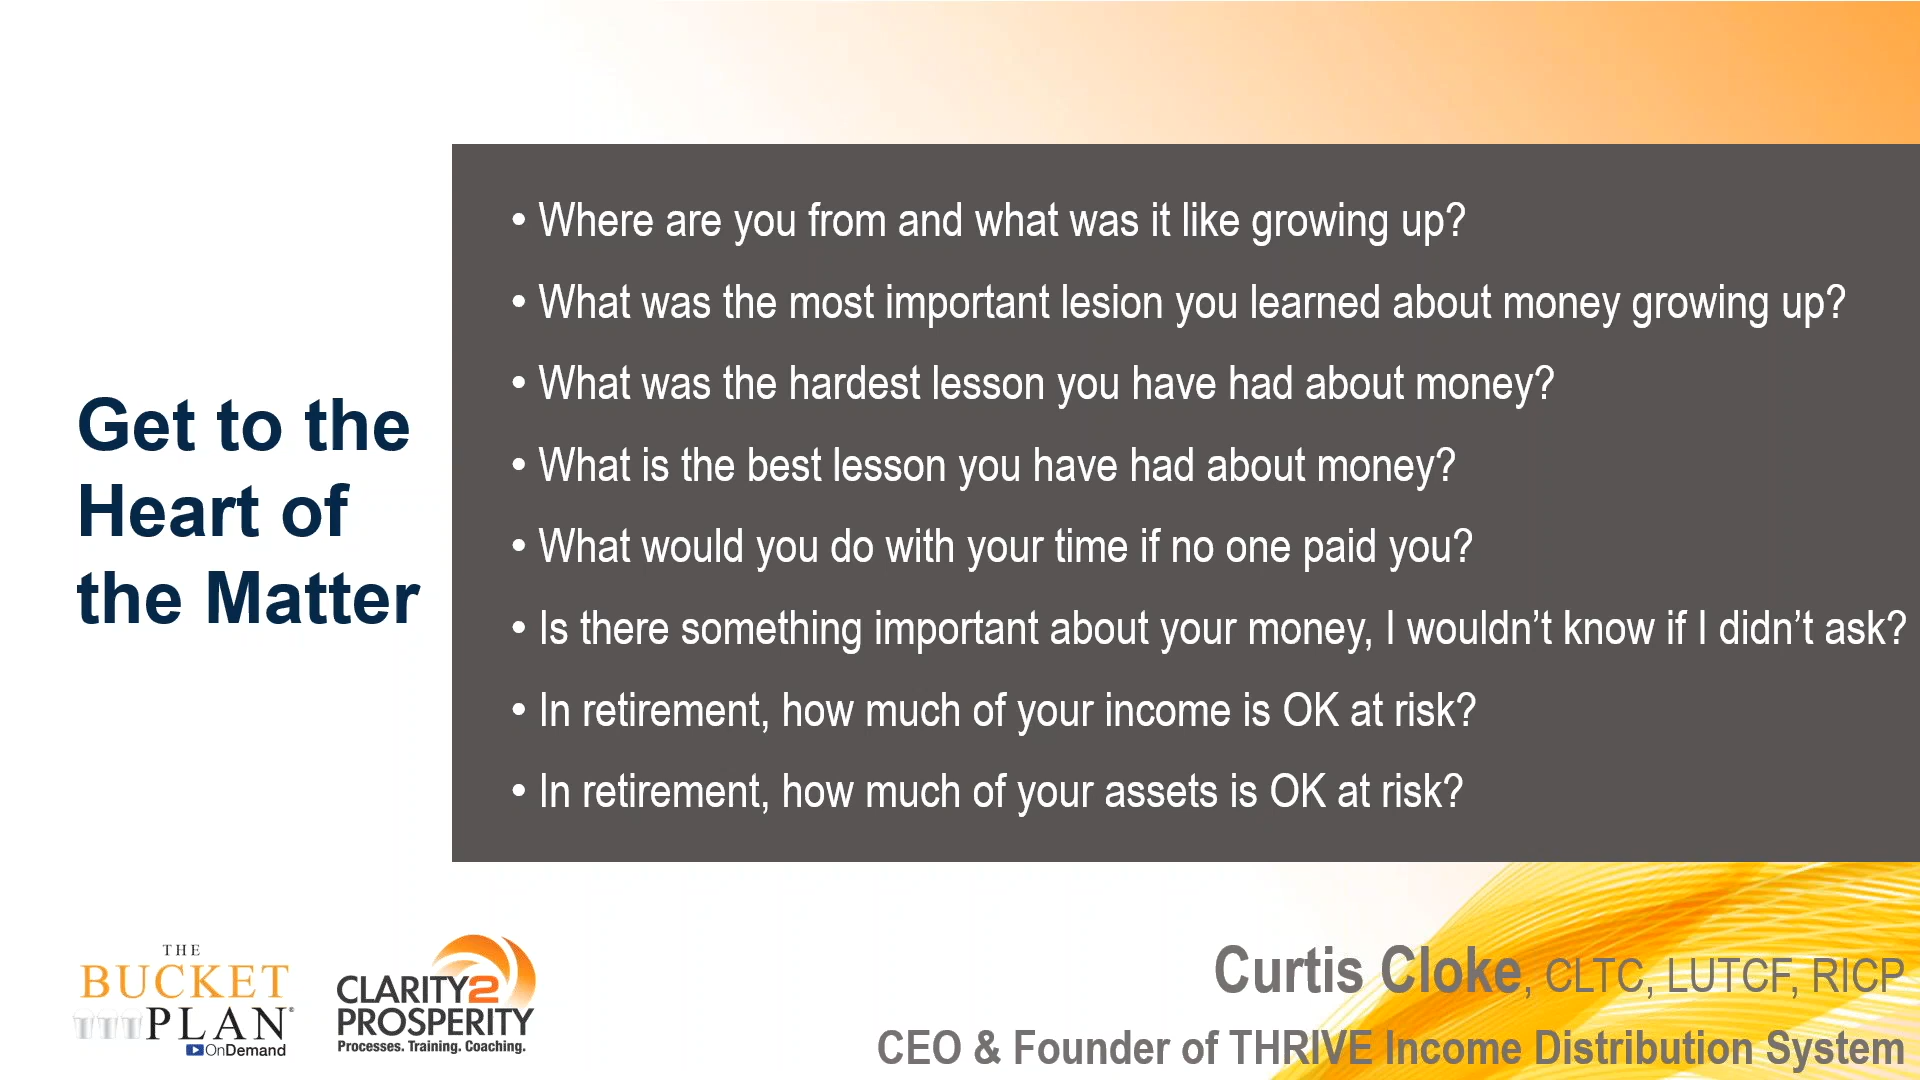 Get to the
Heart of
the Matter
• Where are you from and what was it like growing up?
• What was the most important lesion you learned about money growing up?
• What was the hardest lesson you have had about money?
• What is the best lesson you have had about money?
• What would you do with your time if no one paid you?
• Is there something important about your money, I wouldn’t know if I didn’t ask?
• In retirement, how much of your income is OK at risk?
• In retirement, how much of your assets is OK at risk?
THE
BUCKET
PLAN®
OnDemand
CLARITY2
PROSPERITY
Processes. Training. Coaching.
Curtis Cloke, CLTC, LUTCF, RICP
CEO & Founder of THRIVE Income Distribution System